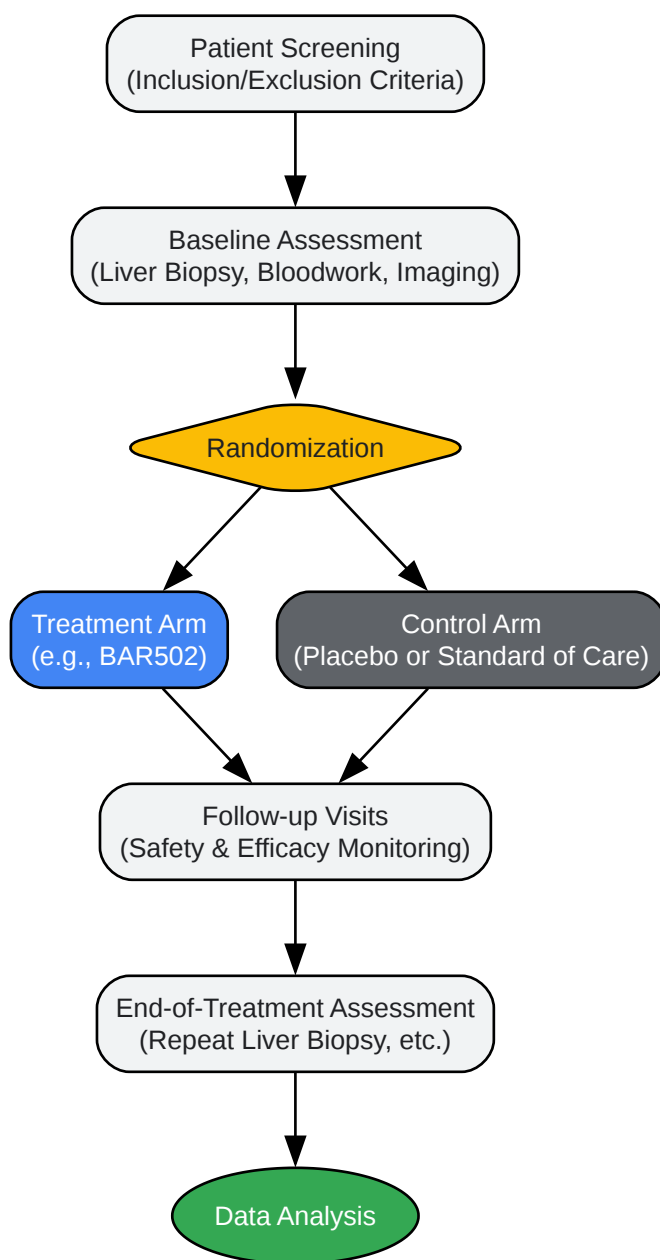 Patient Screening
(Inclusion/Exclusion Criteria)
Baseline Assessment
(Liver Biopsy, Bloodwork, Imaging)
Randomization
Treatment Arm
(e.g., BAR502)
Control Arm
(Placebo or Standard of Care)
Follow-up Visits
(Safety & Efficacy Monitoring)
End-of-Treatment Assessment
(Repeat Liver Biopsy, etc.)
Data Analysis